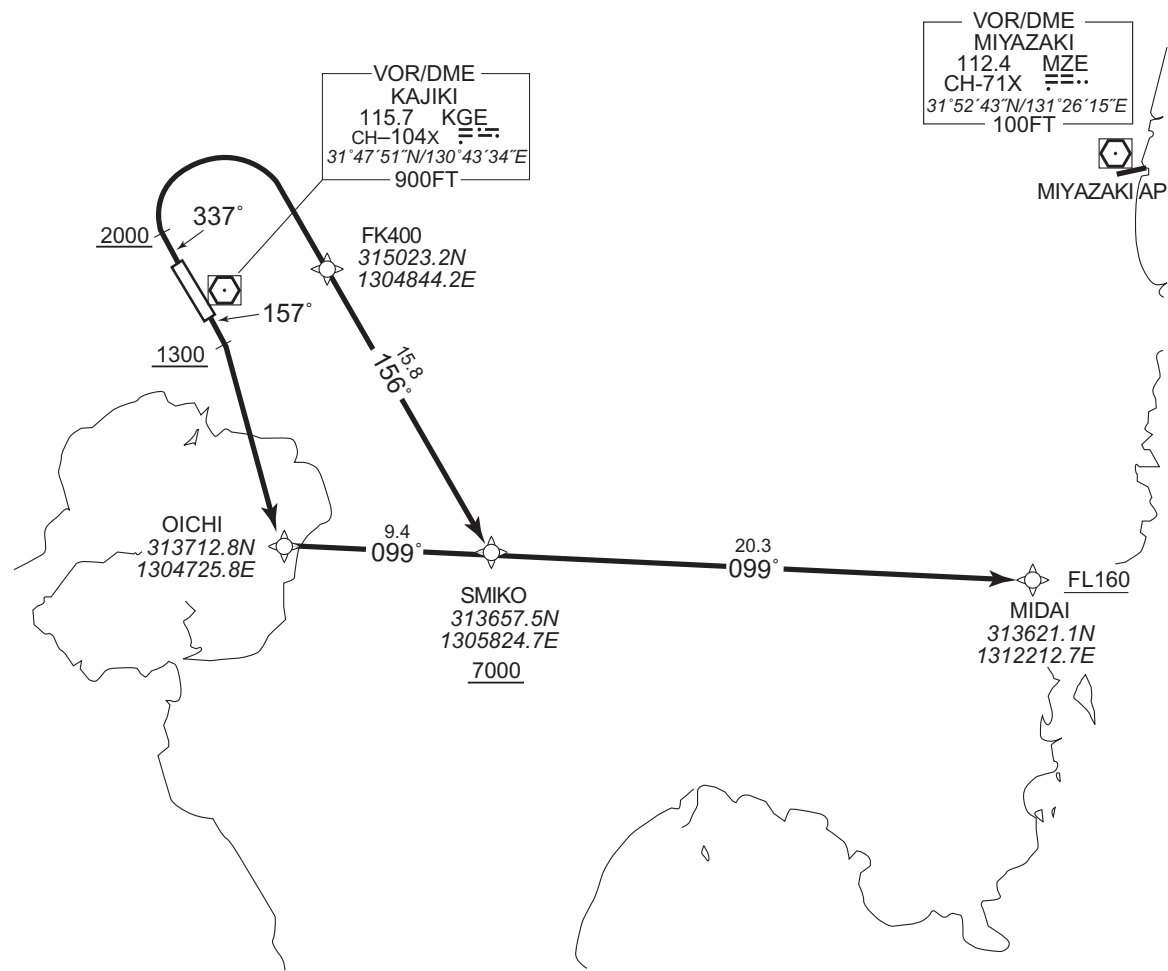 VOR/DME
MIYAZAKI
112.4 MZE
CH-71X
31°52´43˝N/131°26´15˝E
100FT
MIYAZAKI AP
VOR/DME
KAJIKI
115.7 KGE
CH–104X
31°47´51˝N/130°43´34˝E
900FT
337°
2000
FK400
315023.2N
1304844.2E
157°
1300
15.8
156°
OICHI
313712.8N
1304725.8E
9.4
099°
SMIKO
313657.5N
1305824.7E
7000
20.3
099°
FL160
MIDAI
313621.1N
1312212.7E